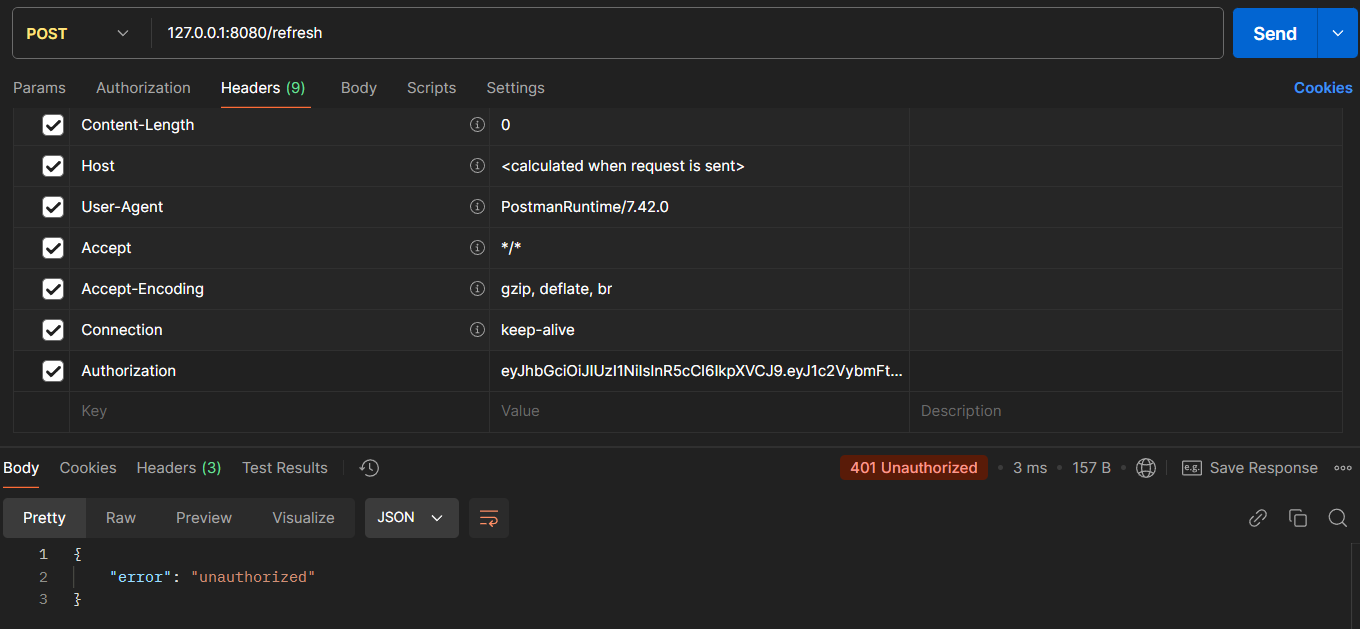 POST 127.0.0.1:8080/refresh Send
Params Authorization Headers (9) Body Scripts Settings Cookies
Content-Length 0
Host <calculated when request is sent>
User-Agent PostmanRuntime/7.42.0
Accept */*
Accept-Encoding gzip, deflate, br
Connection keep-alive
Authorization eyJhbGciOiJIUzI1NiIsInR5cCI6IkpXVCJ9.eyJ1c2VybmFt...
Key Value Description
Body Cookies Headers (3) Test Results 401 Unauthorized • 3 ms • 157 B • e.g. Save Response
Pretty Raw Preview Visualize JSON
1 {
2 "error": "unauthorized"
3 }